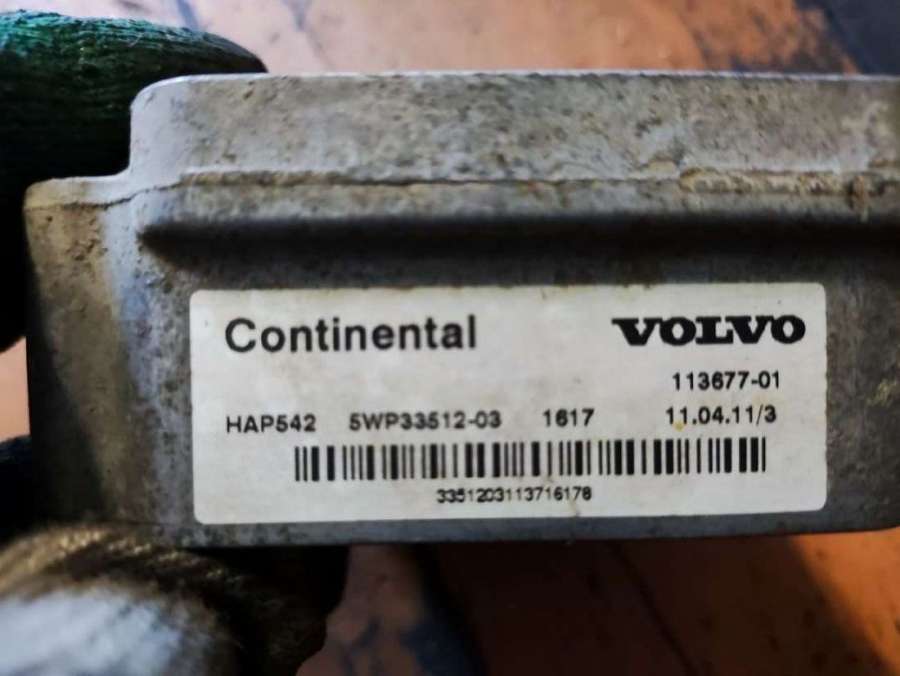 Continental VOLVO
113677-01
HAP542 5WP33512-03 1617 11.04.11/3
3351203113716178